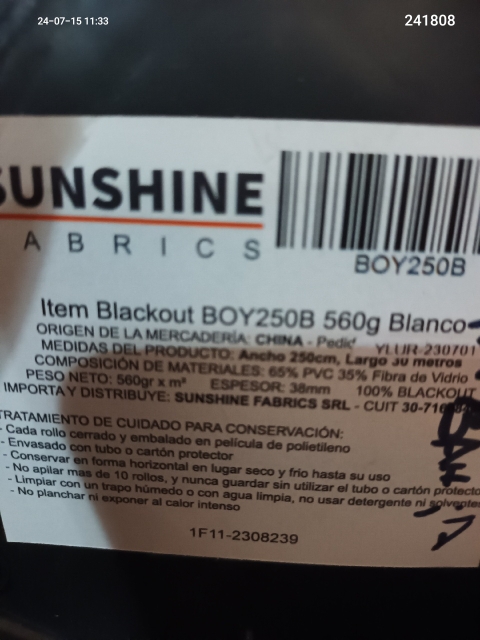 24-07-15 11:33
241808
SUNSHINE
ABRICS
BOY250B
Item Blackout BOY250B 560g Blanco
ORIGEN DE LA MERCADERÍA: CHINA - YLUR-230701
MEDIDAS DEL PRODUCTO: Ancho 250cm, Largo 30 metros
COMPOSICIÓN DE MATERIALES: 65% PVC 35% Fibra de Vidrio
PESO NETO: 560gr x m² ESPESOR: 38mm 100% BLACKOUT
IMPORTA Y DISTRIBUYE: SUNSHINE FABRICS SRL - CUIT
TRATAMIENTO DE CUIDADO PARA CONSERVACIÓN:
- Cada rollo cerrado y embalado en película de polietileno
- Envasado con tubo o cartón protector
- Conservar en forma horizontal en lugar seco y frío hasta su uso
- No apilar mas de 10 rollos, y nunca guardar sin utilizar el tubo o cartón protecto
- Limpiar con un trapo húmedo o con agua limpia, no usar detergente ni solventes
- No planchar ni exponer al calor intenso
1F11-2308239